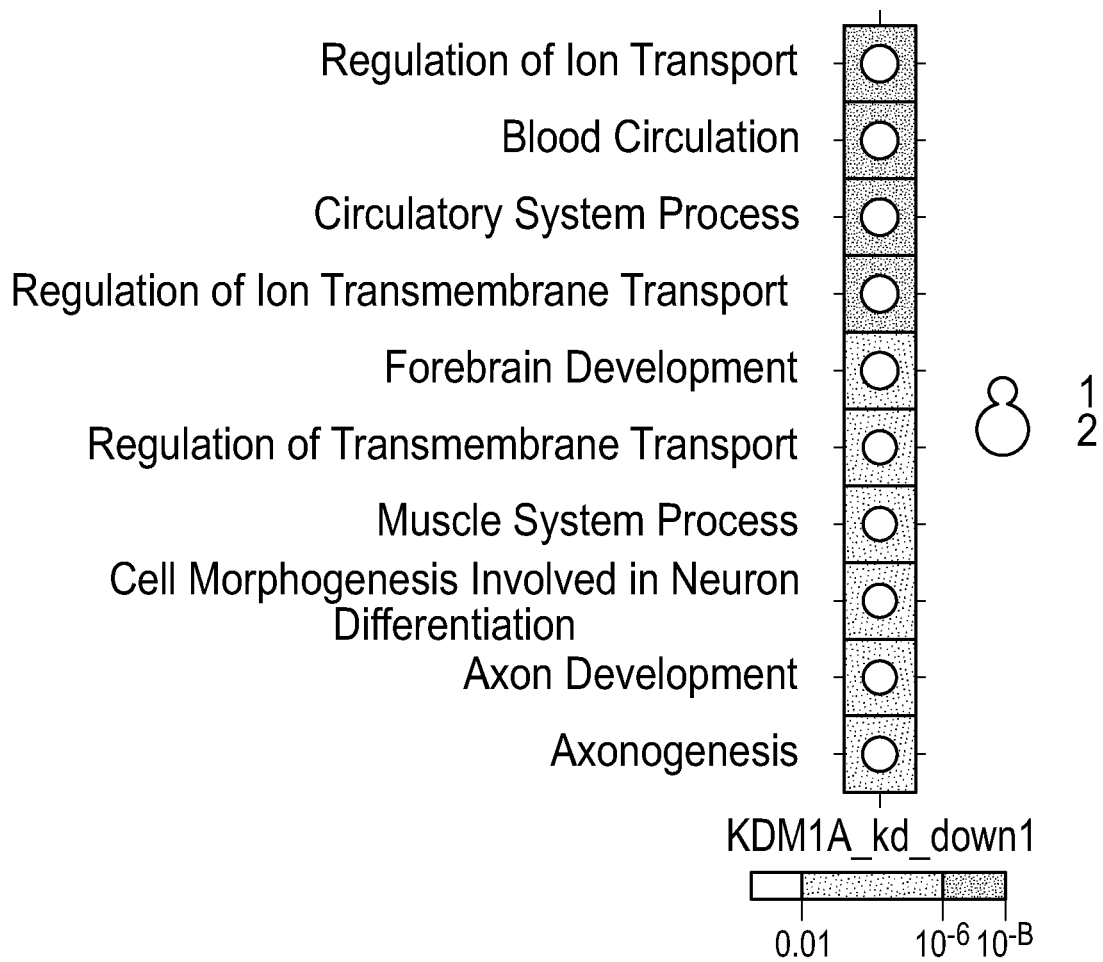 Regulation of Ion Transport
Blood Circulation
Circulatory System Process
Regulation of Ion Transmembrane Transport
Forebrain Development
1
Regulation of Transmembrane Transport
2
Muscle System Process
Cell Morphogenesis Involved in Neuron
Differentiation
Axon Development
Axonogenesis
KDM1A_kd_down1
0.01 10^-6 10^-B